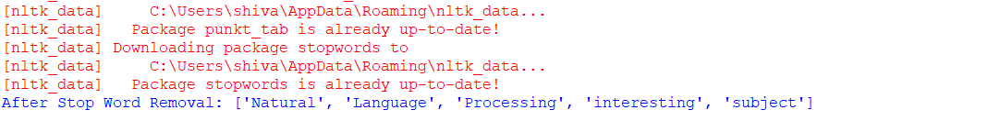 [nltk_data]     C:\Users\shiva\AppData\Roaming\nltk_data...
[nltk_data]   Package punkt_tab is already up-to-date!
[nltk_data] Downloading package stopwords to
[nltk_data]     C:\Users\shiva\AppData\Roaming\nltk_data...
[nltk_data]   Package stopwords is already up-to-date!
After Stop Word Removal: ['Natural', 'Language', 'Processing', 'interesting', 'subject']